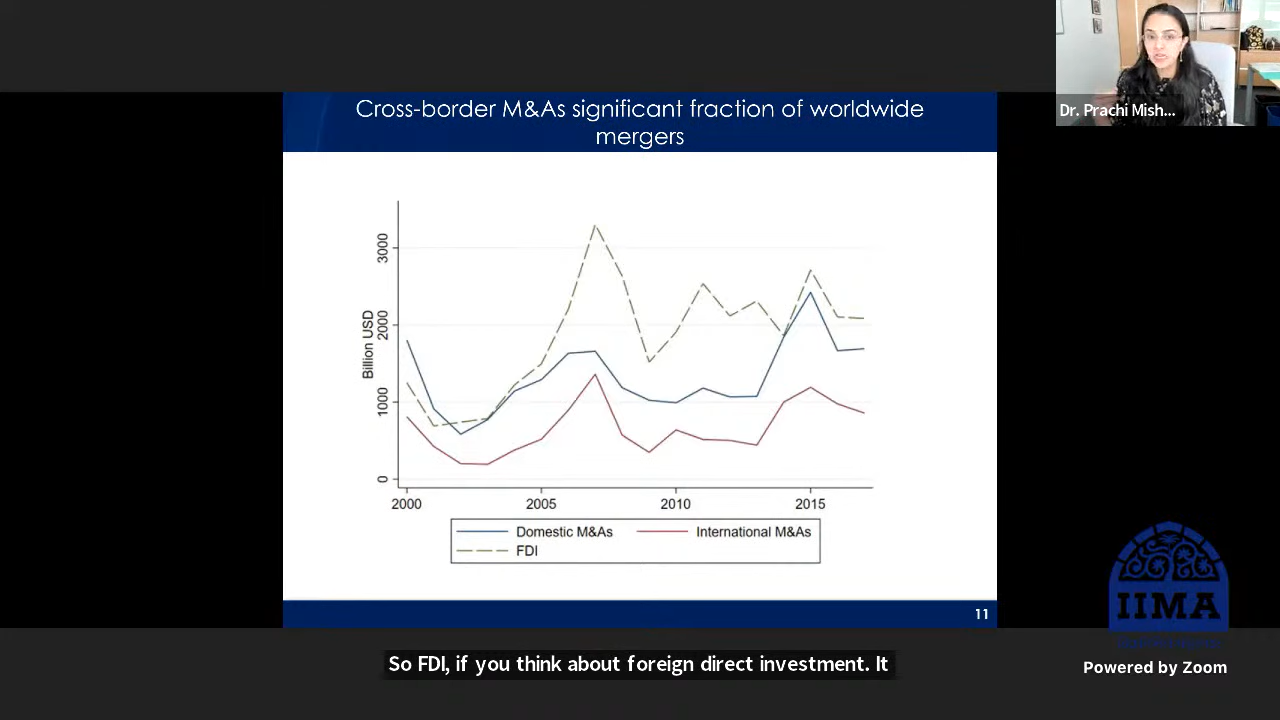 Dr. Prachi Mish...
Cross-border M&As significant fraction of worldwide
mergers
Billion USD
3000
2000
1000
0
2000 2005 2010 2015
Domestic M&As International M&As
FDI
11
IIMA
So FDI, if you think about foreign direct investment. It
Powered by Zoom